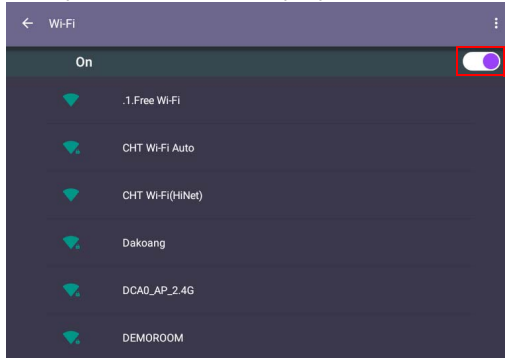 Wi-Fi
On
.1.Free Wi-Fi
CHT Wi-Fi Auto
CHT Wi-Fi(HiNet)
Dakoang
DCA0_AP_2.4G
DEMOROOM